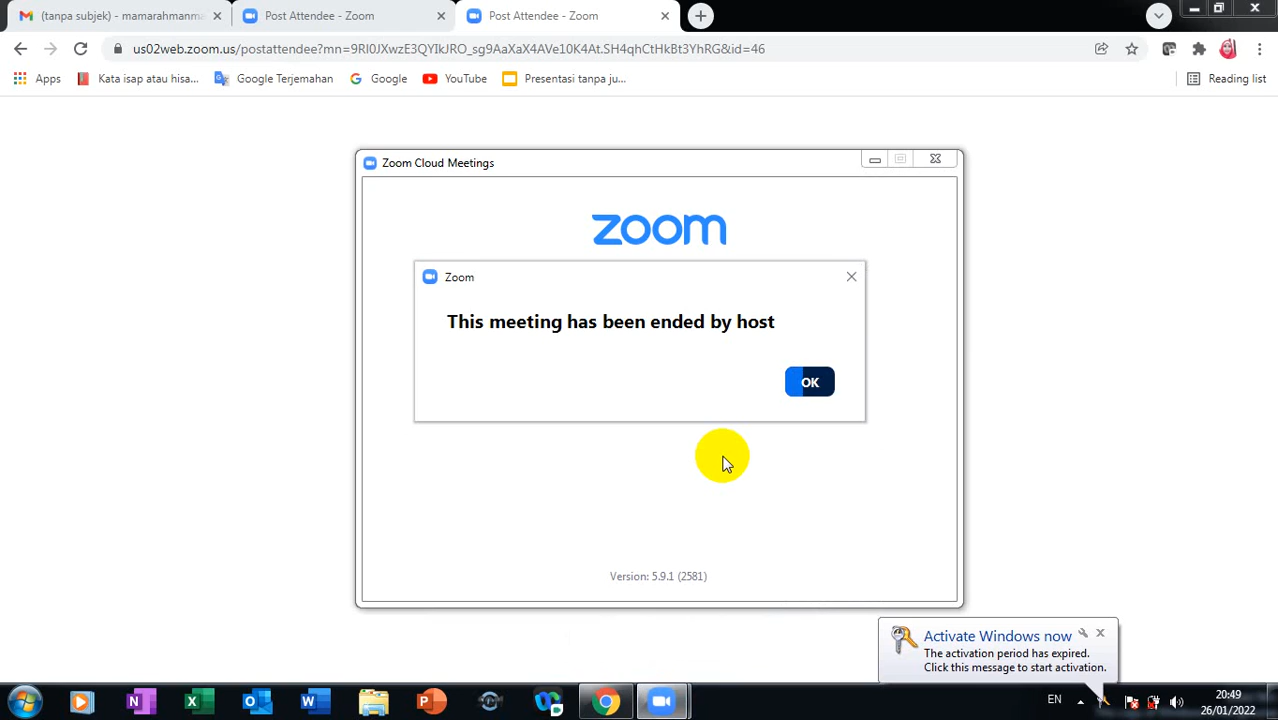 (tanpa subjek) - mamarahmanma
Post Attendee - Zoom
Post Attendee - Zoom
us02web.zoom.us/postattendee?mn=9RI0JXwzE3QYIkJRO_sg9AaXaX4AVe10K4At.SH4qhCtHkBt3YhRG&id=46
Apps
Kata isap atau hisa...
Google Terjemahan
Google
YouTube
Presentasi tanpa ju...
Reading list
Zoom Cloud Meetings
zoom
Zoom
This meeting has been ended by host
OK
Version: 5.9.1 (2581)
Activate Windows now
The activation period has expired.
Click this message to start activation.
EN
20:49
26/01/2022